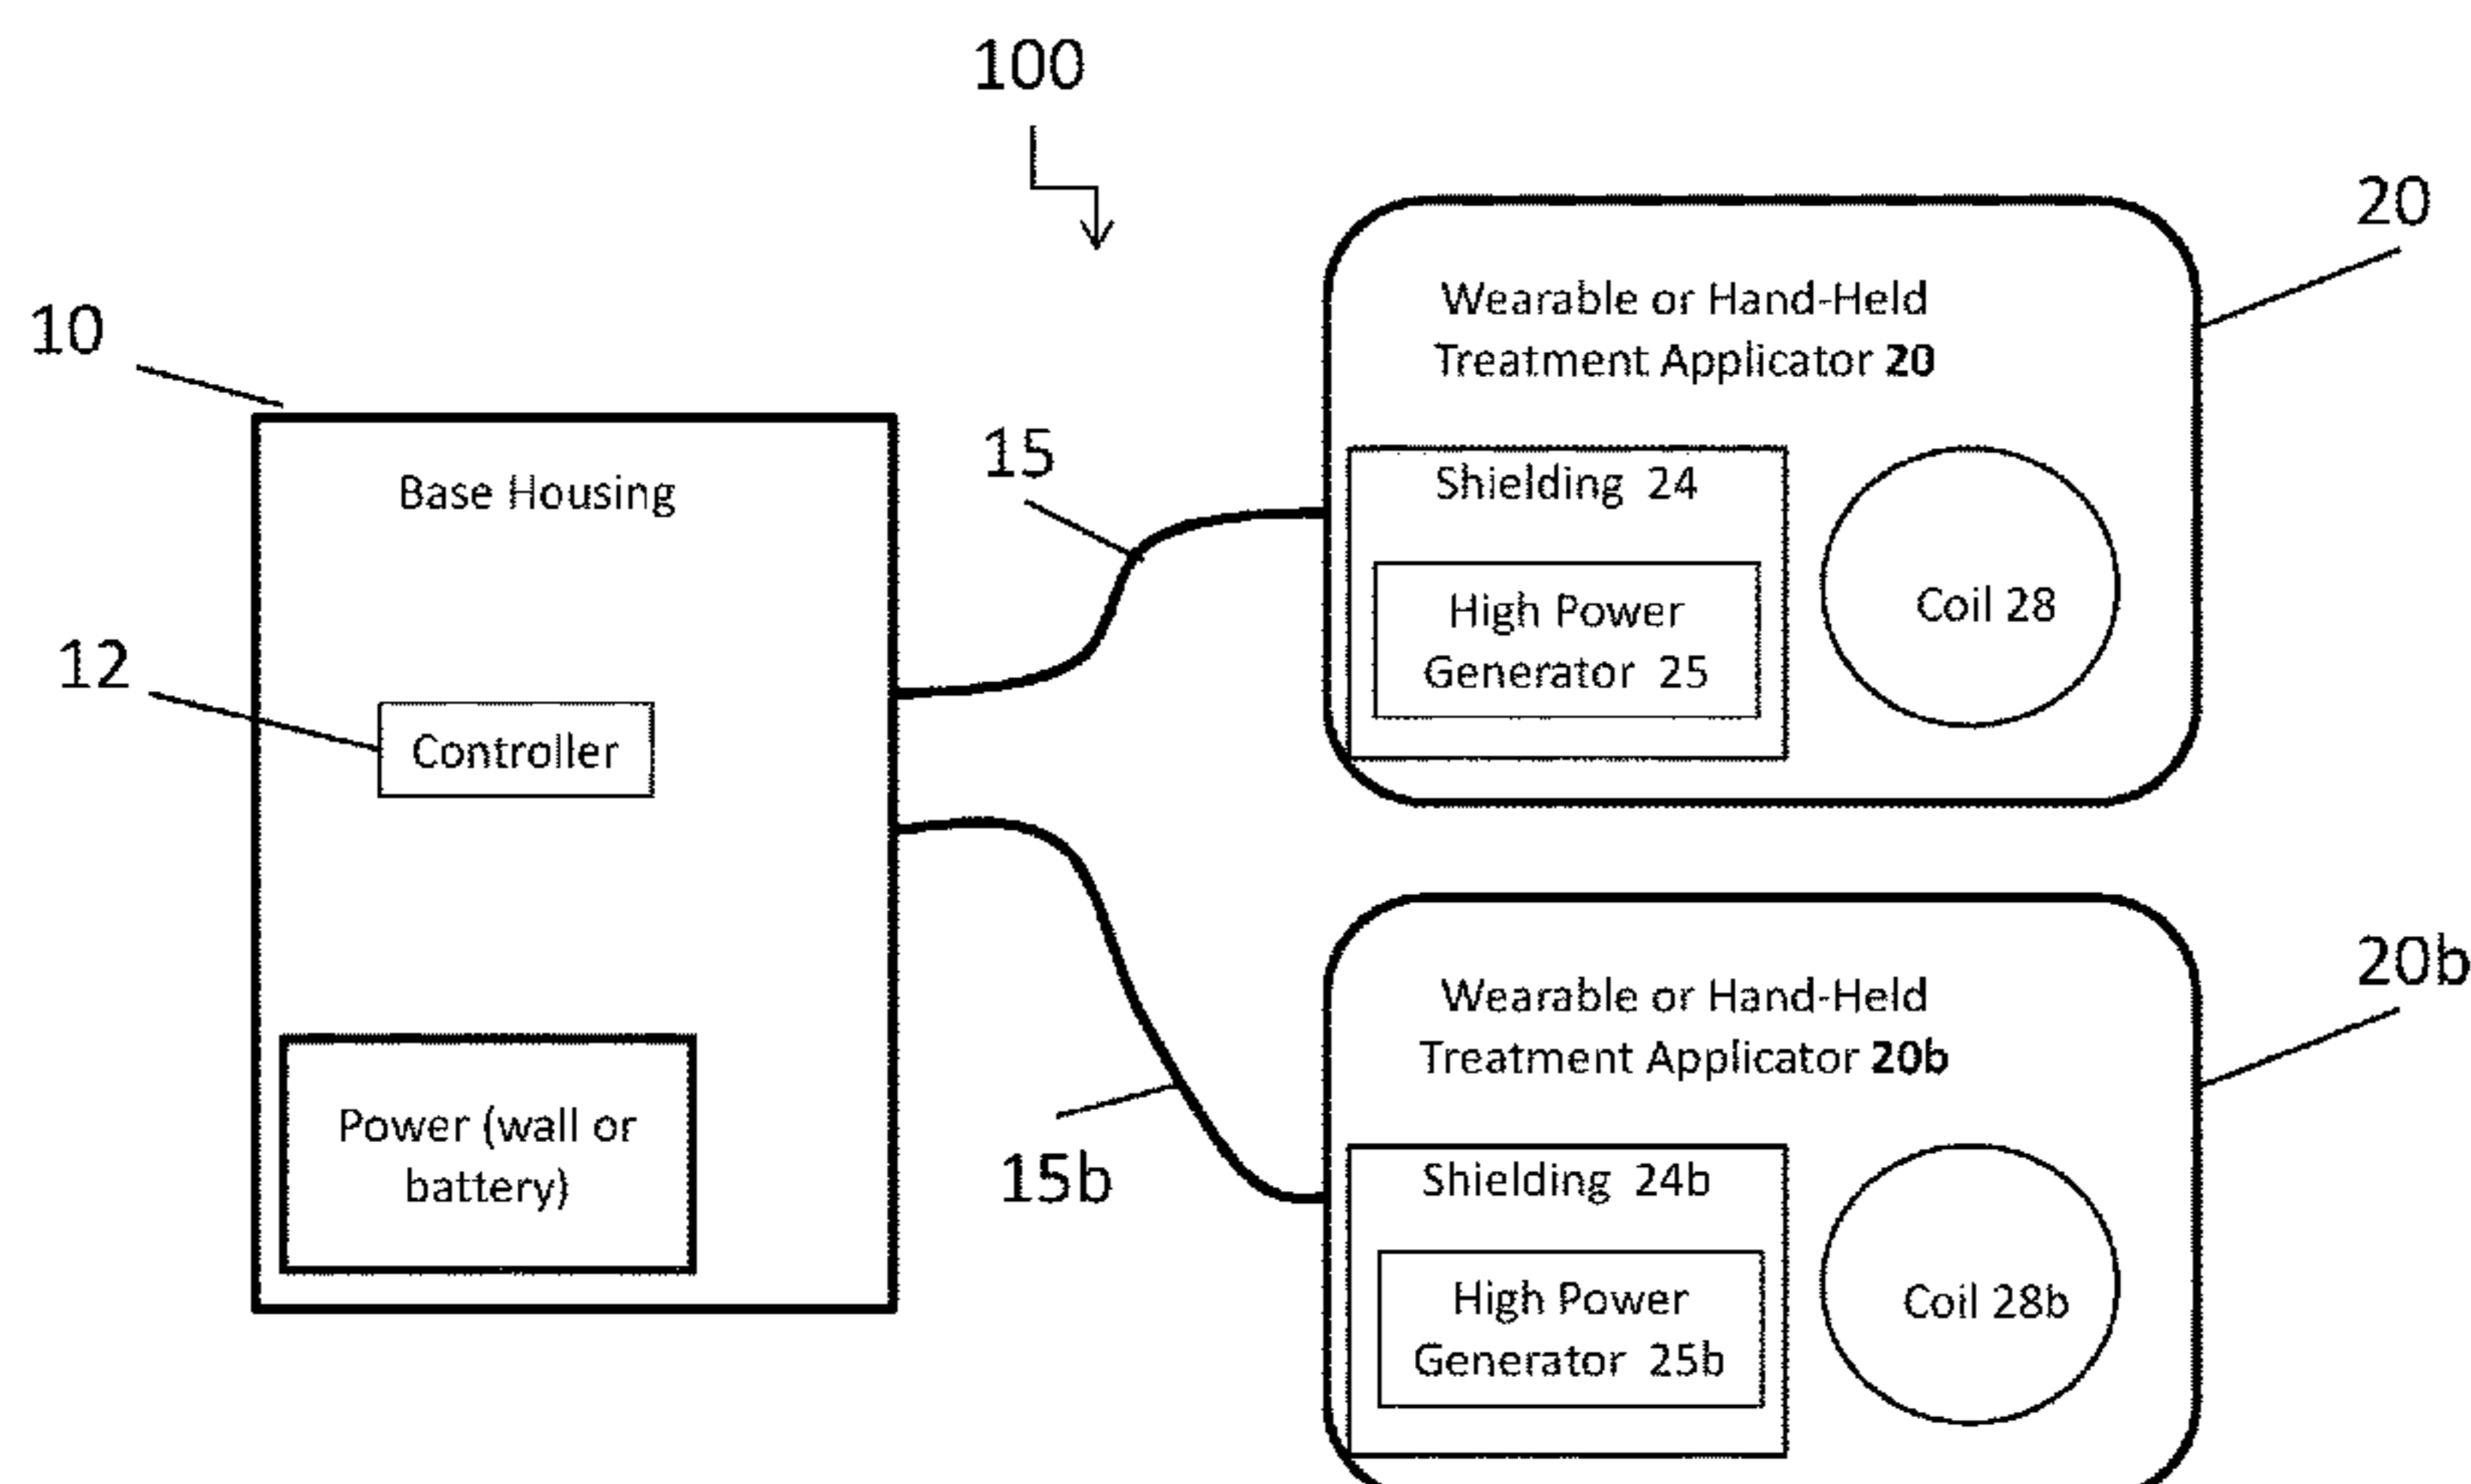 100
10
Base Housing
12
Controller
Power (wall or
battery)
15
15b
20
Wearable or Hand-Held
Treatment Applicator 20
Shielding 24
High Power
Generator 25
Coil 28
20b
Wearable or Hand-Held
Treatment Applicator 20b
Shielding 24b
High Power
Generator 25b
Coil 28b